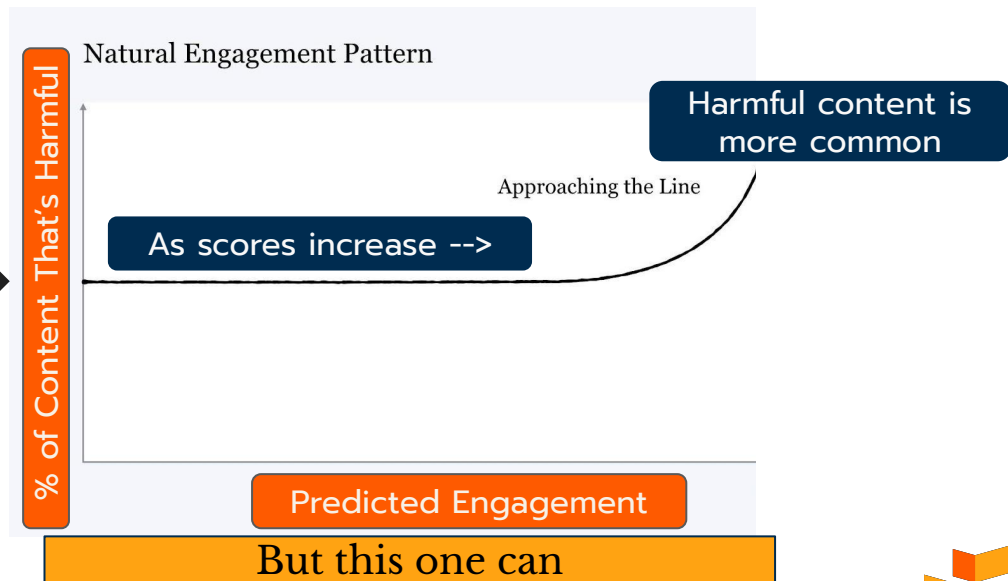 Natural Engagement Pattern
% of Content That's Harmful
Harmful content is
more common
Approaching the Line
As scores increase -->
Predicted Engagement
But this one can